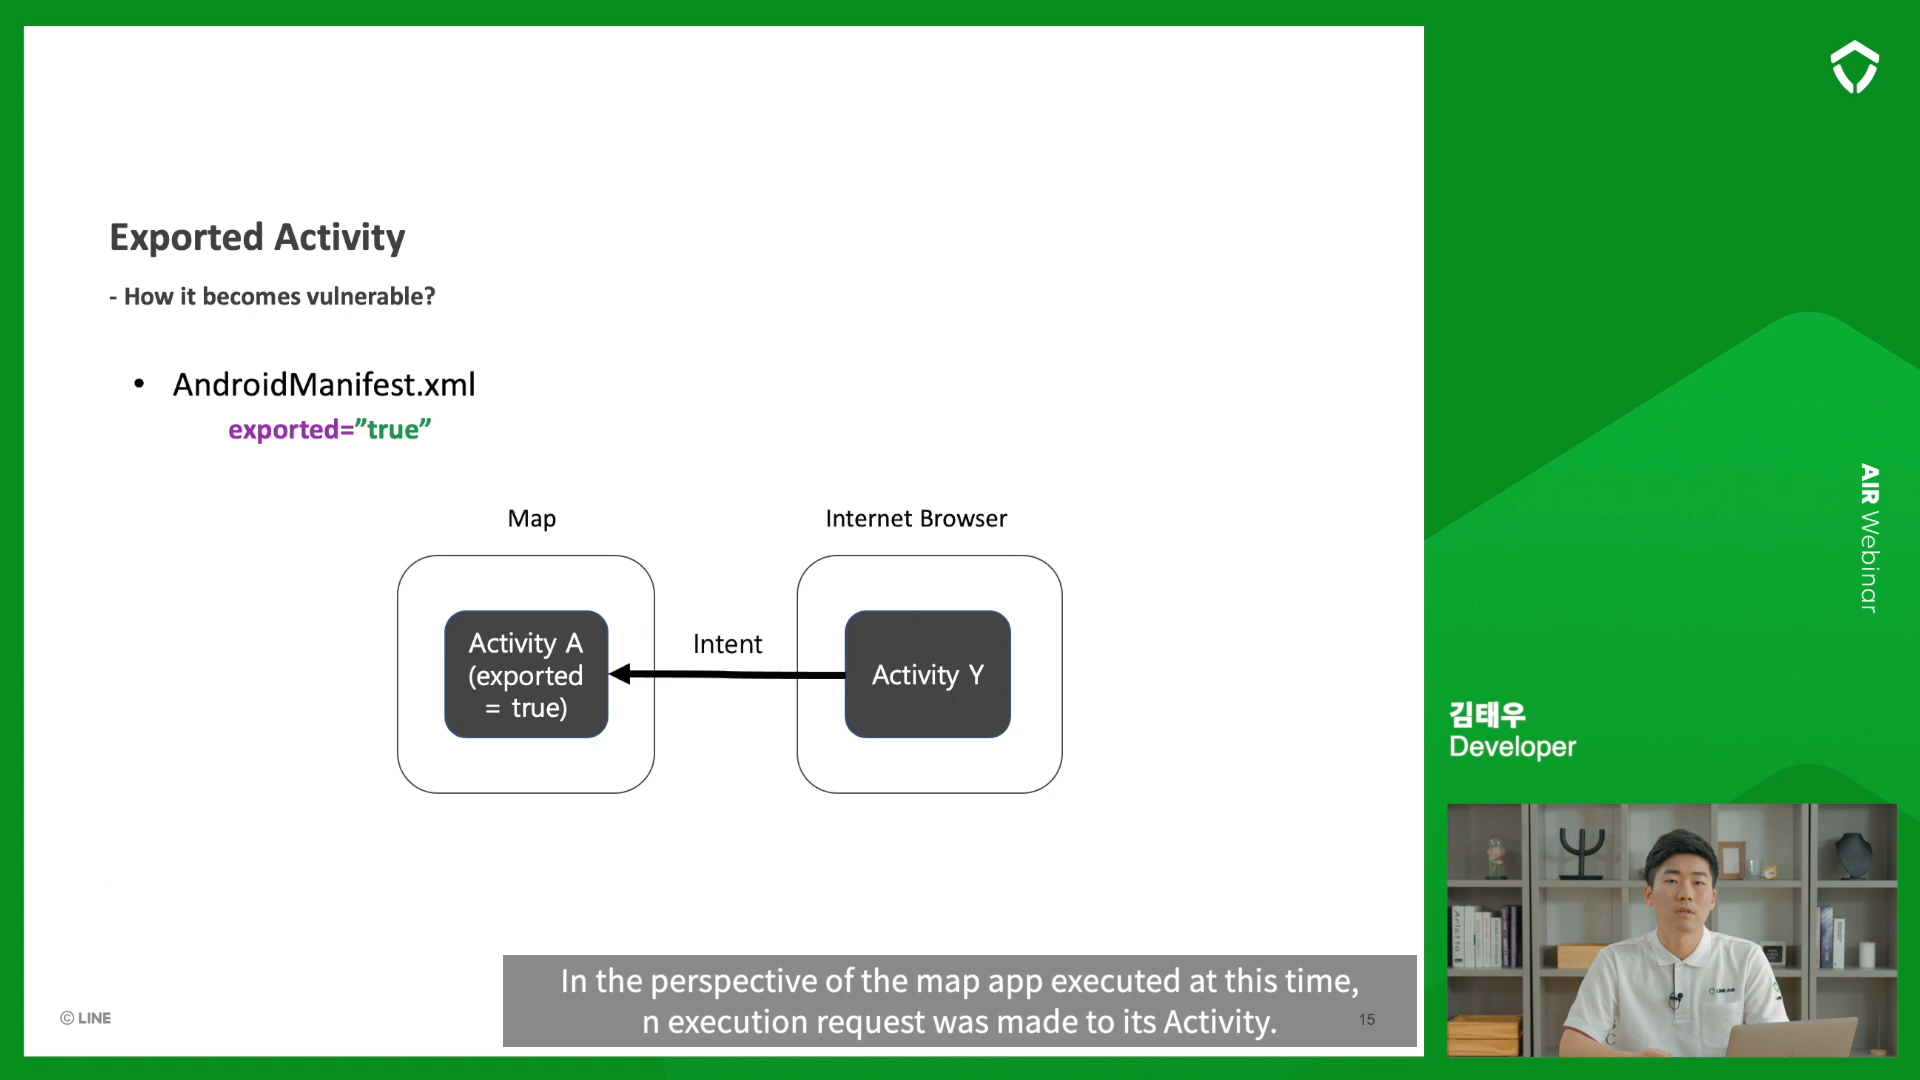 Exported Activity
- How it becomes vulnerable?
• AndroidManifest.xml
exported=”true”
Map
Internet Browser
Activity A
(exported
= true)
Intent
Activity Y
In the perspective of the map app executed at this time,
n execution request was made to its Activity.
© LINE
15
AIR Webinar
김태우
Developer